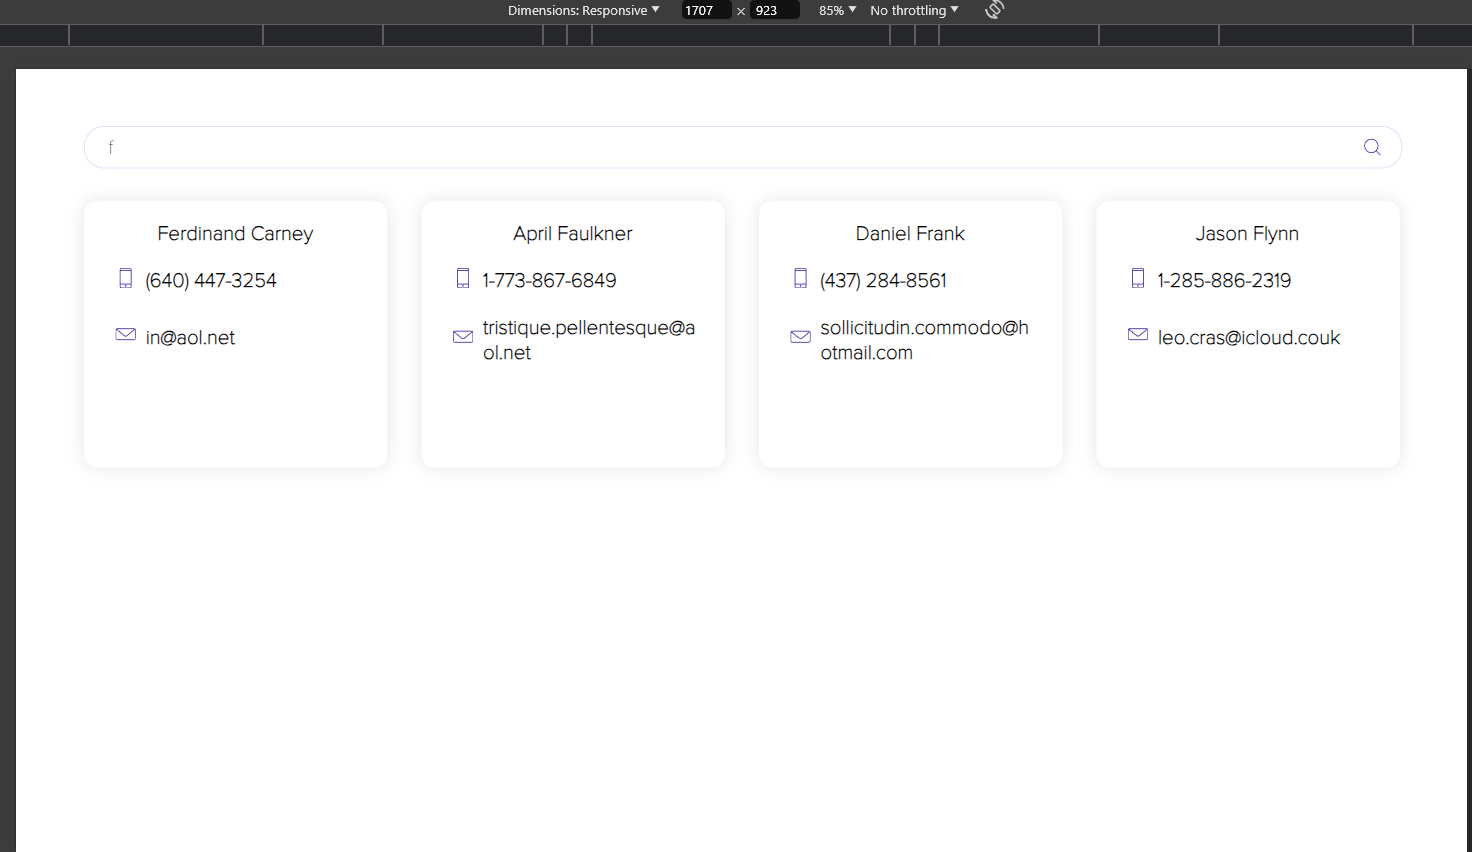 Dimensions: Responsive ▼ 1707 × 923 85% ▼ No throttling ▼
f
Ferdinand Carney
(640) 447-3254
in@aol.net
April Faulkner
1-773-867-6849
tristique.pellentesque@a
ol.net
Daniel Frank
(437) 284-8561
sollicitudin.commodo@h
otmail.com
Jason Flynn
1-285-886-2319
leo.cras@icloud.couk